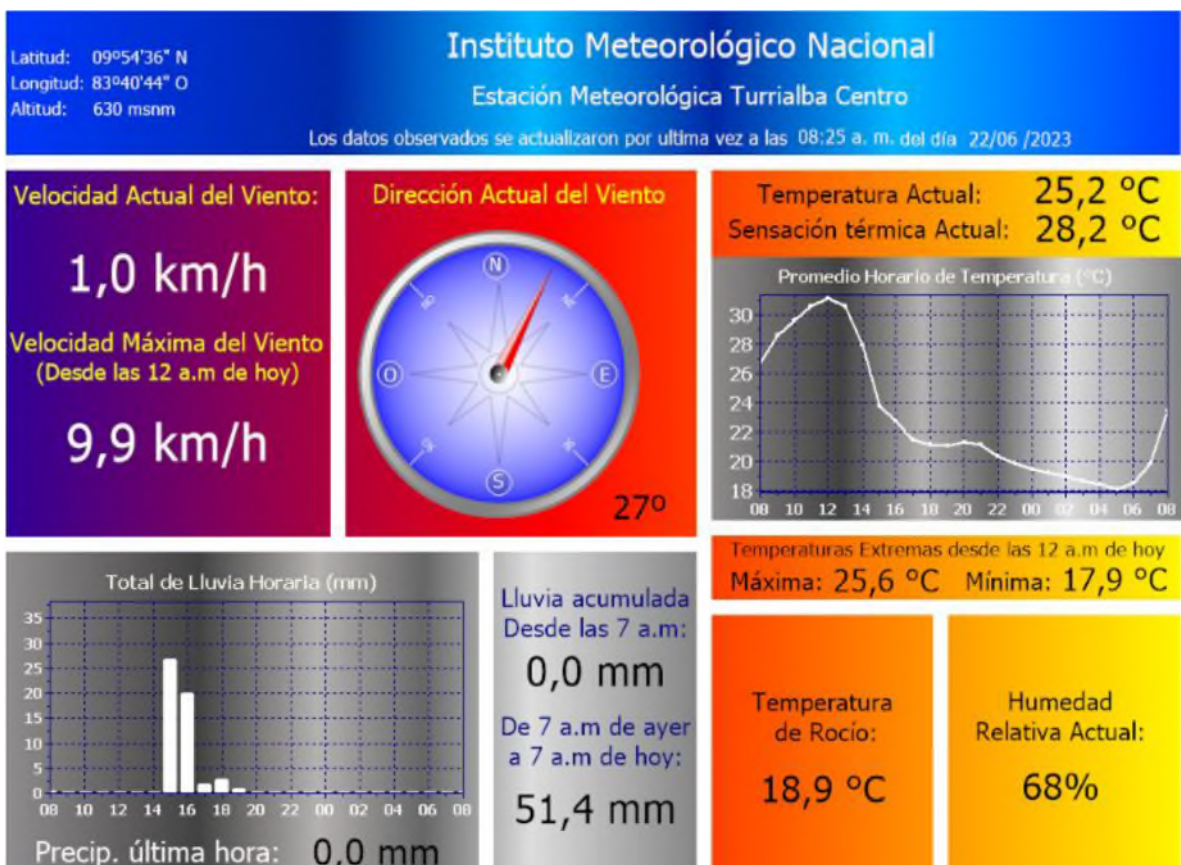 Instituto Meteorológico Nacional
Estación Meteorológica Turrialba Centro
Latitud: 09º54'36" N
Longitud: 83º40'44" O
Altitud: 630 msnm
Los datos observados se actualizaron por ultima vez a las 08:25 a. m. del día 22/06 /2023
Velocidad Actual del Viento:
1,0 km/h
Velocidad Máxima del Viento
(Desde las 12 a.m de hoy)
9,9 km/h
Dirección Actual del Viento
N
O
E
S
27º
Temperatura Actual: 25,2 ºC
Sensación térmica Actual: 28,2 ºC
Promedio Horario de Temperatura (ºC)
30
28
26
24
22
20
18
08 10 12 14 16 18 20 22 00 02 04 06 08
Temperaturas Extremas desde las 12 a.m de hoy
Máxima: 25,6 ºC Mínima: 17,9 ºC
Total de Lluvia Horaria (mm)
35
30
25
20
15
10
5
0
08 10 12 14 16 18 20 22 00 02 04 06 08
Precip. última hora: 0,0 mm
Lluvia acumulada
Desde las 7 a.m:
0,0 mm
De 7 a.m de ayer
a 7 a.m de hoy:
51,4 mm
Temperatura
de Rocío:
18,9 ºC
Humedad
Relativa Actual:
68%